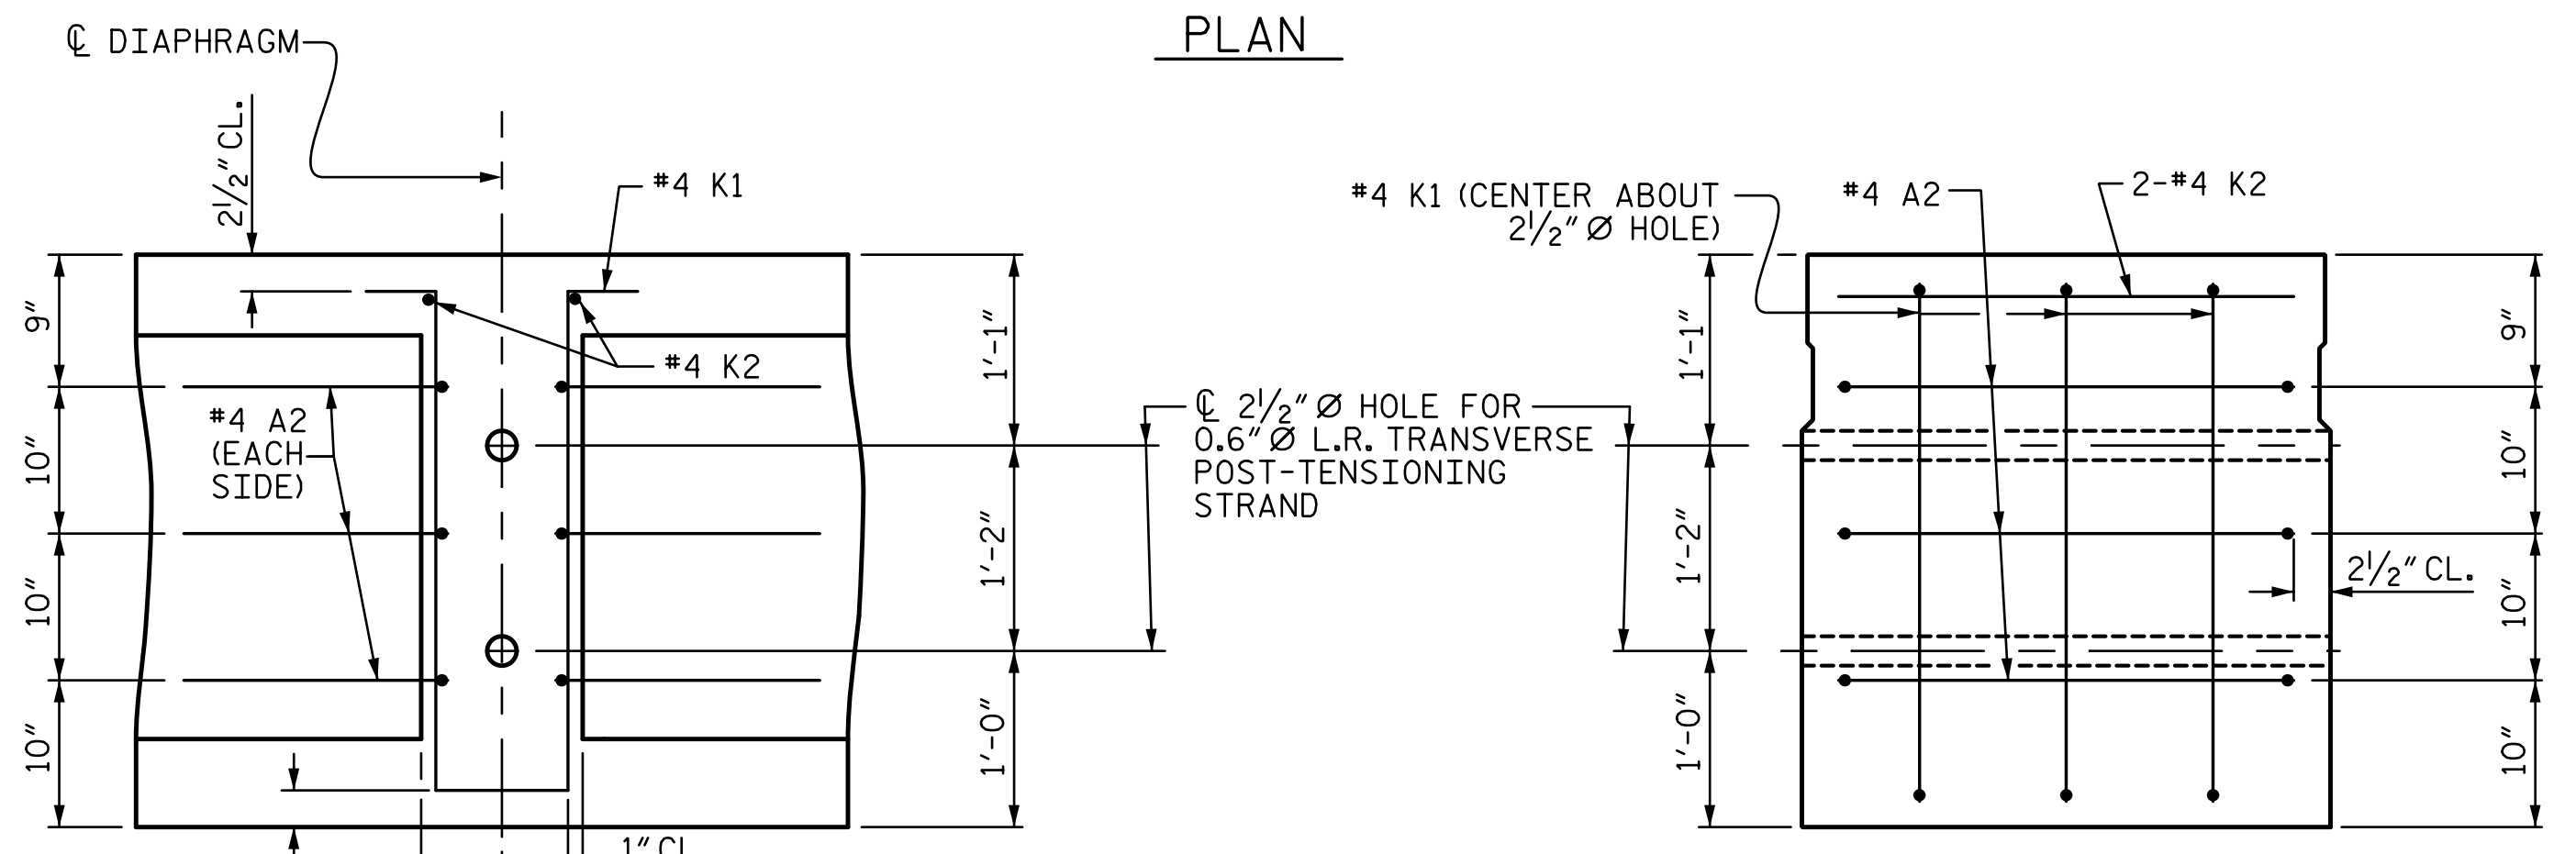 PLAN
℄ DIAPHRAGM
2½" CL.
#4 K1
#4 K2
9"
10"
10"
10"
#4 A2
(EACH
SIDE)
1'-1"
1'-2"
1'-0"
1" CL.
℄ 2½" Ø HOLE FOR
0.6" Ø L.R. TRANSVERSE
POST-TENSIONING
STRAND
#4 K1 (CENTER ABOUT
2½" Ø HOLE)
#4 A2
2-#4 K2
1'-1"
1'-2"
1'-0"
9"
10"
10"
10"
2½" CL.